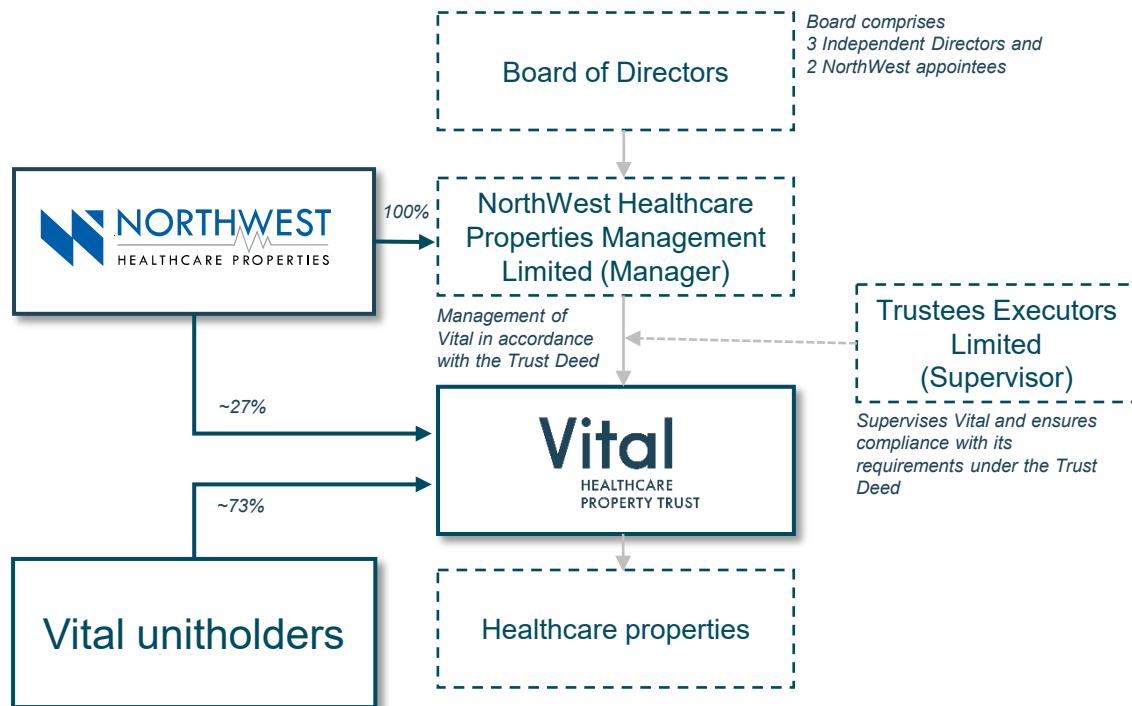 Board of Directors
Board comprises
3 Independent Directors and
2 NorthWest appointees
NORTHWEST
HEALTHCARE PROPERTIES
100%
NorthWest Healthcare
Properties Management
Limited (Manager)
Management of
Vital in accordance
with the Trust Deed
Trustees Executors
Limited
(Supervisor)
Supervises Vital and ensures
compliance with its
requirements under the Trust
Deed
~27%
Vital
HEALTHCARE
PROPERTY TRUST
~73%
Vital unitholders
Healthcare properties